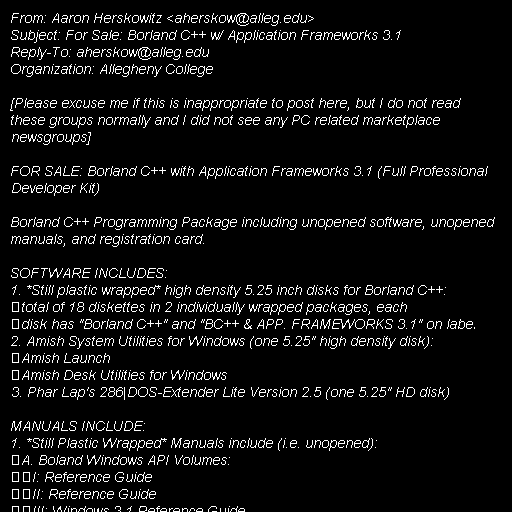 From: Aaron Herskowitz <aherskow@alleg.edu>
Subject: For Sale: Borland C++ w/ Application Frameworks 3.1
Reply-To: aherskow@alleg.edu
Organization: Allegheny College

[Please excuse me if this is inappropriate to post here, but I do not read
these groups normally and I did not see any PC related marketplace
newsgroups]

FOR SALE: Borland C++ with Application Frameworks 3.1 (Full Professional
Developer Kit)

Borland C++ Programming Package including unopened software, unopened
manuals, and registration card.

SOFTWARE INCLUDES:
1. *Still plastic wrapped* high density 5.25 inch disks for Borland C++:
□total of 18 diskettes in 2 individually wrapped packages, each
□disk has "Borland C++" and "BC++ & APP. FRAMEWORKS 3.1" on labe.
2. Amish System Utilities for Windows (one 5.25" high density disk):
□Amish Launch
□Amish Desk Utilities for Windows
3. Phar Lap's 286|DOS-Extender Lite Version 2.5 (one 5.25" HD disk)

MANUALS INCLUDE:
1. *Still Plastic Wrapped* Manuals include (i.e. unopened):
□A. Boland Windows API Volumes:
□□I: Reference Guide
□□II: Reference Guide
□□III: Windows 3.1 Reference Guide